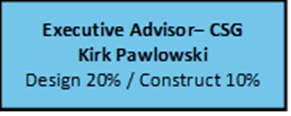 Executive Advisor– CSG
Kirk Pawlowski
Design 20% / Construct 10%